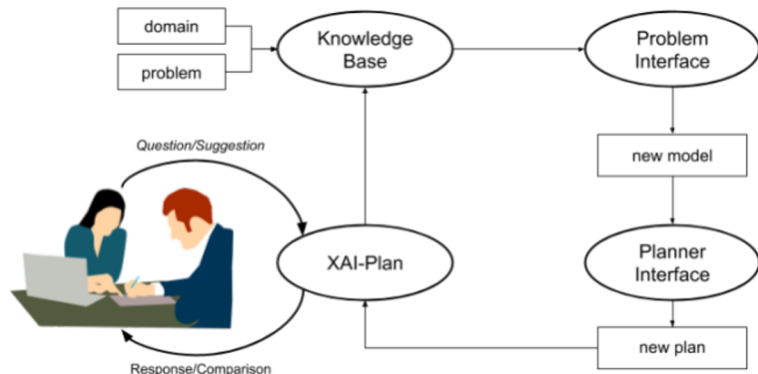 domain
problem
Knowledge
Base
Problem
Interface
Question/Suggestion
new model
XAI-Plan
Planner
Interface
new plan
Response/Comparison